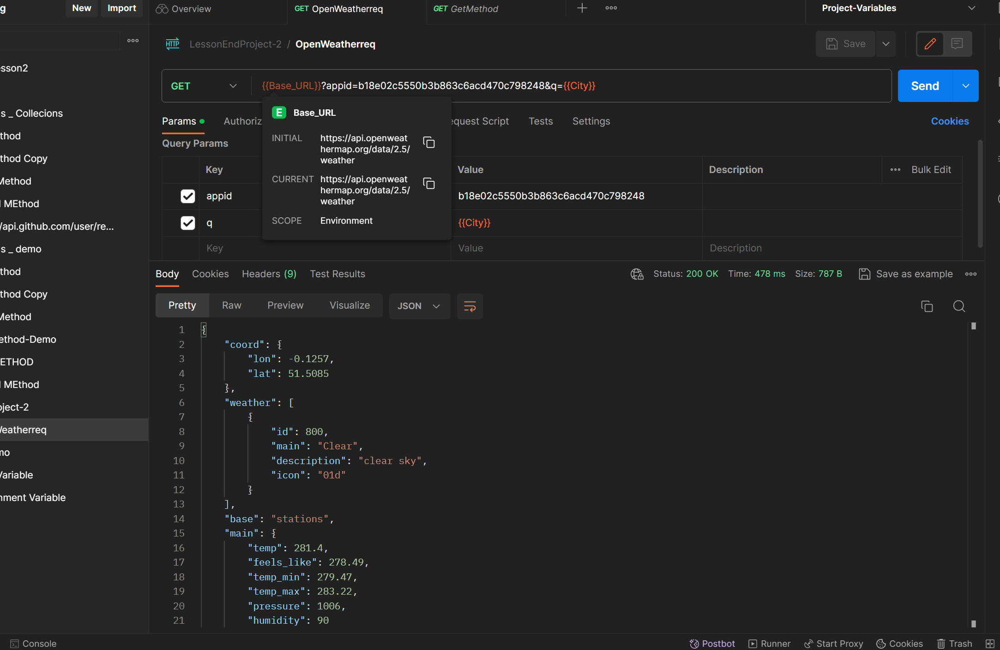 g
New
Import
Overview
GET OpenWeatherreq
GET GetMethod
Project-Variables
HTTP
LessonEndProject-2 / OpenWeatherreq
Save
GET
{{Base_URL}}?appid=b18e02c5550b3b863c6acd470c798248&q={{City}}
Send
E Base_URL
INITIAL
https://api.openweat
hermap.org/data/2.5/
weather
CURRENT
https://api.openweat
hermap.org/data/2.5/
weather
SCOPE
Environment
Params
Authoriz
equest Script
Tests
Settings
Cookies
Query Params
Key
Value
Description
Bulk Edit
appid
b18e02c5550b3b863c6acd470c798248
q
{{City}}
Key
Value
Description
esson2
s _ Collecions
thod
thod Copy
Method
l MEthod
/api.github.com/user/re...
s _ demo
thod
thod Copy
Method
ethod-Demo
ETHOD
l MEthod
oject-2
Weatherreq
mo
Variable
nment Variable
Body
Cookies
Headers (9)
Test Results
Status: 200 OK
Time: 478 ms
Size: 787 B
Save as example
Pretty
Raw
Preview
Visualize
JSON
1 {
2 "coord": {
3 "lon": -0.1257,
4 "lat": 51.5085
5 },
6 "weather": [
7 {
8 "id": 800,
9 "main": "Clear",
10 "description": "clear sky",
11 "icon": "01d"
12 }
13 ],
14 "base": "stations",
15 "main": {
16 "temp": 281.4,
17 "feels_like": 278.49,
18 "temp_min": 279.47,
19 "temp_max": 283.22,
20 "pressure": 1006,
21 "humidity": 90
Console
Postbot
Runner
Start Proxy
Cookies
Trash